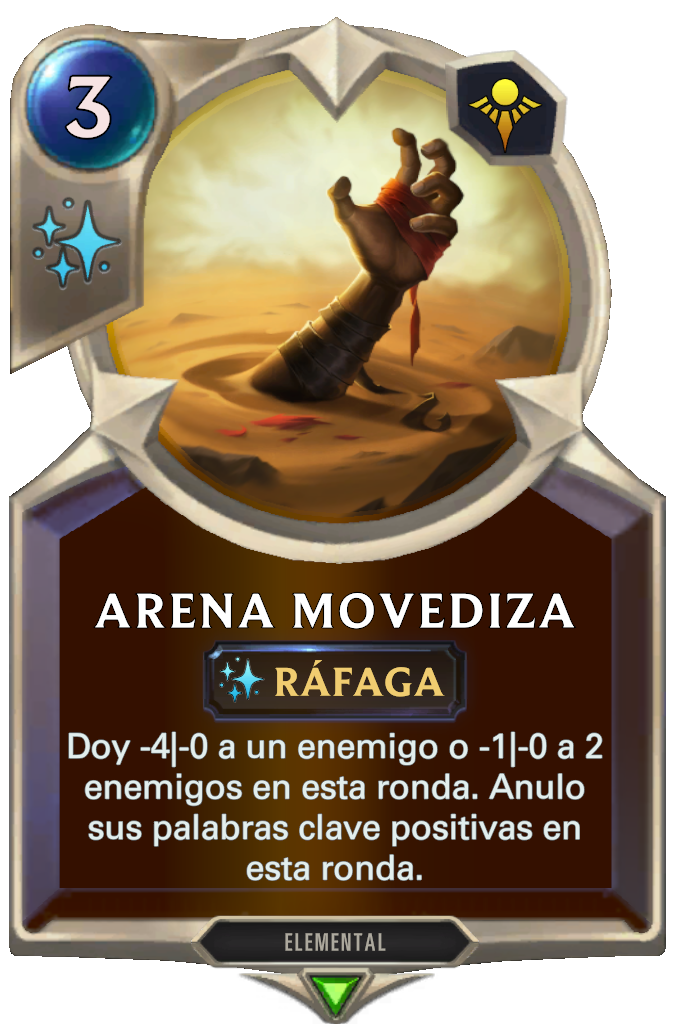 3
ARENA MOVEDIZA
RÁFAGA
Doy -4|-0 a un enemigo o -1|-0 a 2
enemigos en esta ronda. Anulo
sus palabras clave positivas en
esta ronda.
ELEMENTAL